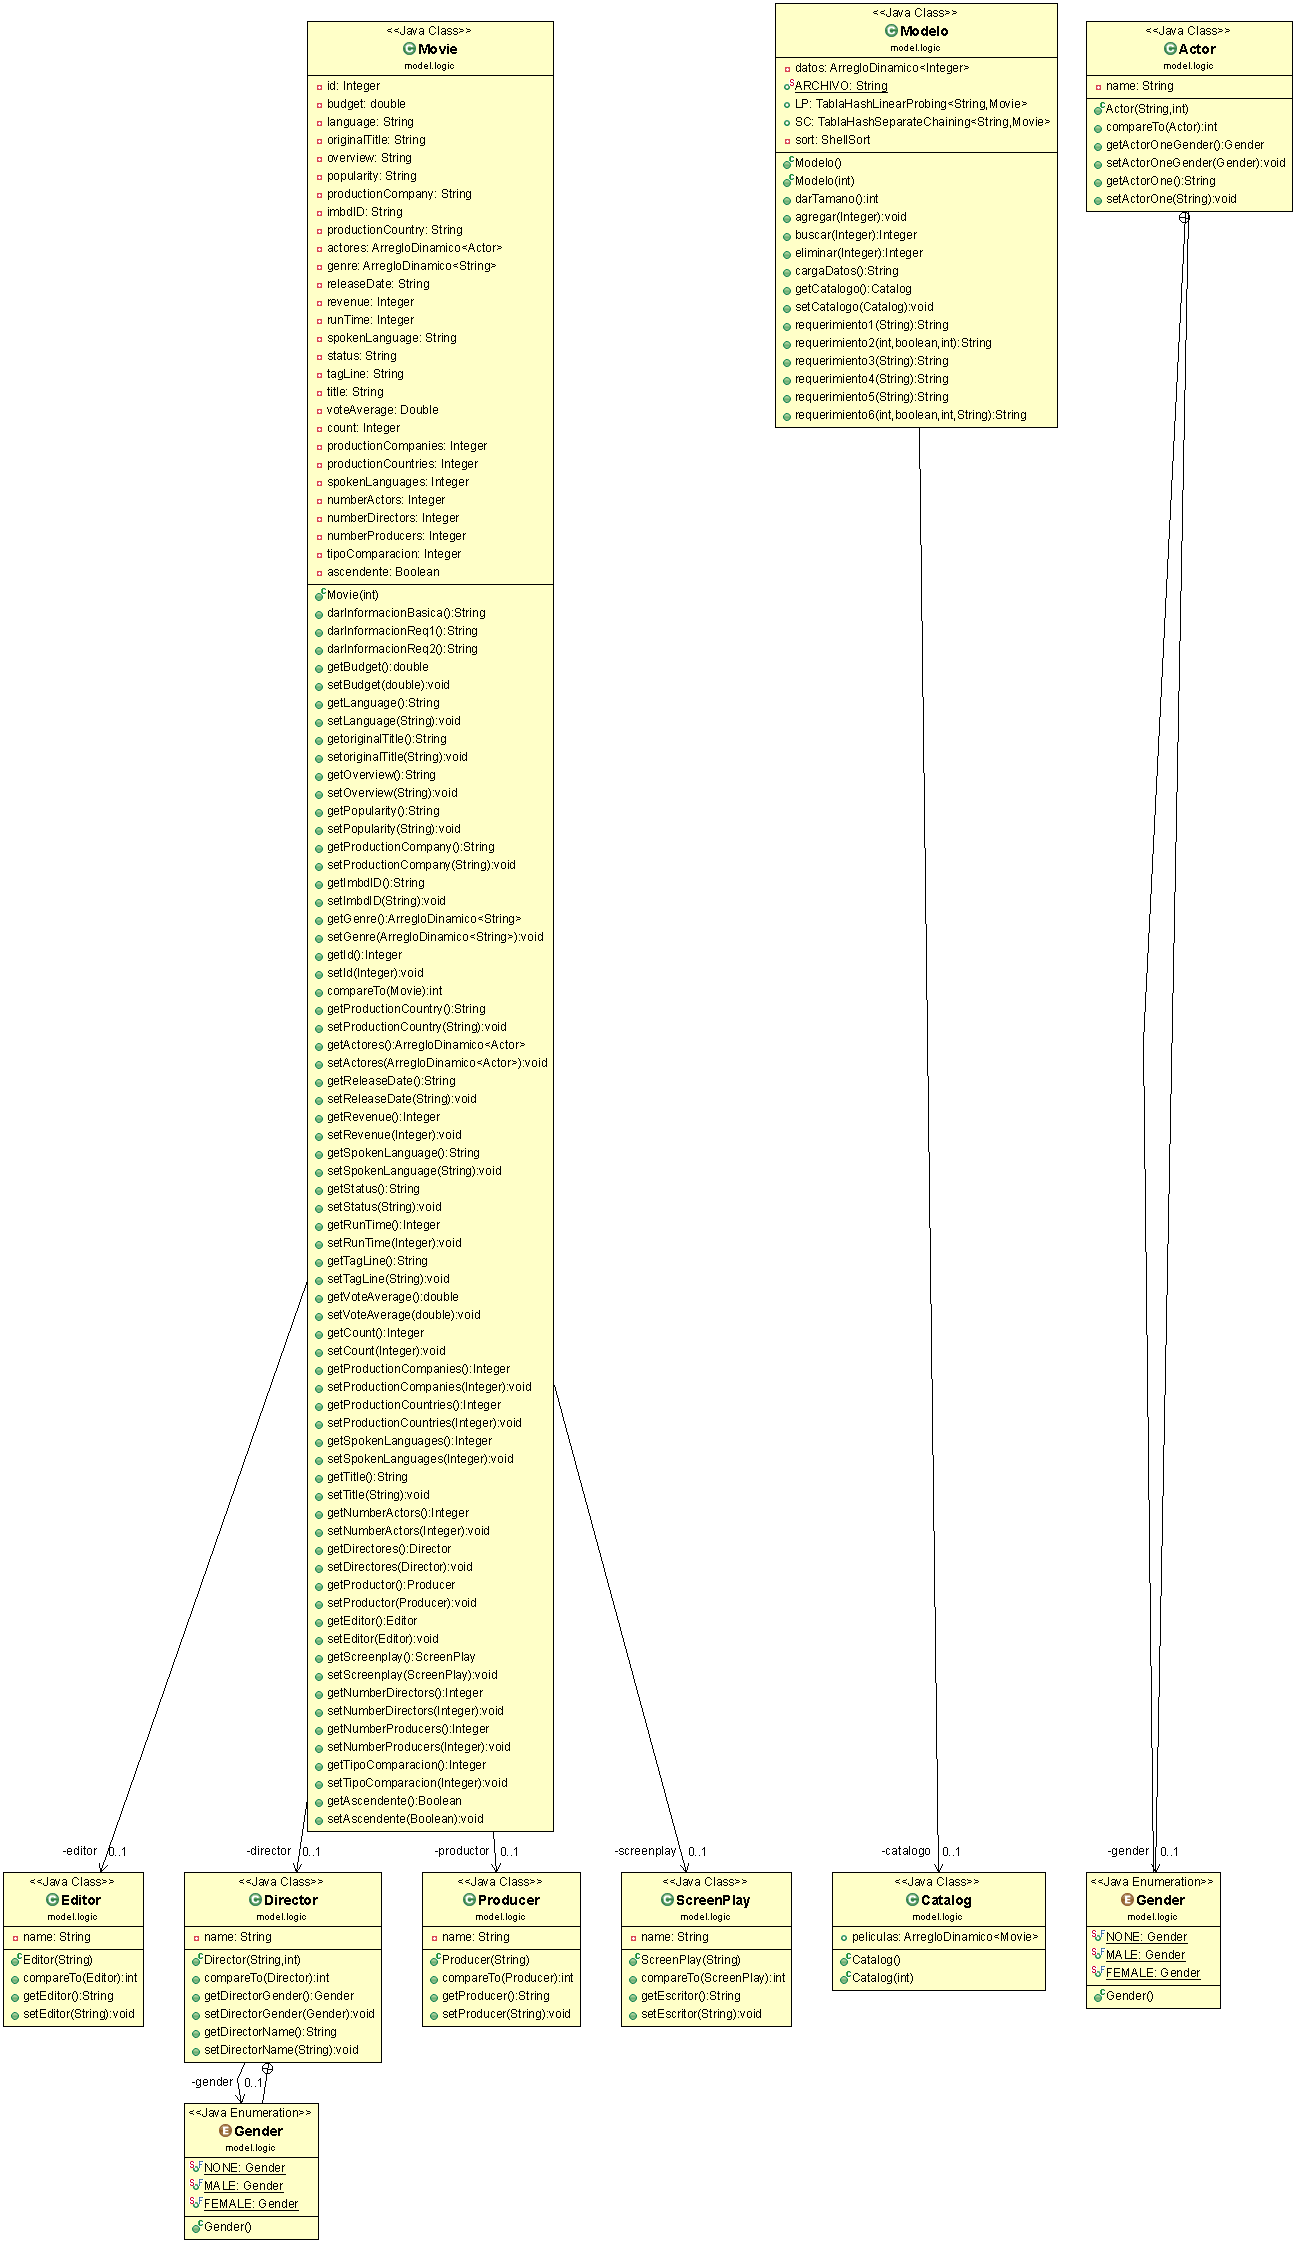 <<Java Class>>
Movie
model.logic
id: Integer
budget: double
language: String
originalTitle: String
overview: String
popularity: String
productionCompany: String
imbdID: String
productionCountry: String
actores: ArregloDinamico<Actor>
genre: ArregloDinamico<String>
releaseDate: String
revenue: Integer
runTime: Integer
spokenLanguage: String
status: String
tagLine: String
title: String
voteAverage: Double
count: Integer
productionCompanies: Integer
productionCountries: Integer
spokenLanguages: Integer
numberActors: Integer
numberDirectors: Integer
numberProducers: Integer
tipoComparacion: Integer
ascendente: Boolean
Movie(int)
darInformacionBasica():String
darInformacionReq1():String
darInformacionReq2():String
getBudget():double
setBudget(double):void
getLanguage():String
setLanguage(String):void
getoriginalTitle():String
setoriginalTitle(String):void
getOverview():String
setOverview(String):void
getPopularity():String
setPopularity(String):void
getProductionCompany():String
setProductionCompany(String):void
getImbdID():String
setImbdID(String):void
getGenre():ArregloDinamico<String>
setGenre(ArregloDinamico<String>):void
getId():Integer
setId(Integer):void
compareTo(Movie):int
getProductionCountry():String
setProductionCountry(String):void
getActores():ArregloDinamico<Actor>
setActores(ArregloDinamico<Actor>):void
getReleaseDate():String
setReleaseDate(String):void
getRevenue():Integer
setRevenue(Integer):void
getSpokenLanguage():String
setSpokenLanguage(String):void
getStatus():String
setStatus(String):void
getRunTime():Integer
setRunTime(Integer):void
getTagLine():String
setTagLine(String):void
getVoteAverage():double
setVoteAverage(double):void
getCount():Integer
setCount(Integer):void
getProductionCompanies():Integer
setProductionCompanies(Integer):void
getProductionCountries():Integer
setProductionCountries(Integer):void
getSpokenLanguages():Integer
setSpokenLanguages(Integer):void
getTitle():String
setTitle(String):void
getNumberActors():Integer
setNumberActors(Integer):void
getDirectores():Director
setDirectores(Director):void
getProductor():Producer
setProductor(Producer):void
getEditor():Editor
setEditor(Editor):void
getScreenplay():ScreenPlay
setScreenplay(ScreenPlay):void
getNumberDirectors():Integer
setNumberDirectors(Integer):void
getNumberProducers():Integer
setNumberProducers(Integer):void
getTipoComparacion():Integer
setTipoComparacion(Integer):void
getAscendente():Boolean
setAscendente(Boolean):void
<<Java Class>>
Modelo
model.logic
datos: ArregloDinamico<Integer>
ARCHIVO: String
LP: TablaHashLinearProbing<String,Movie>
SC: TablaHashSeparateChaining<String,Movie>
sort: ShellSort
Modelo()
Modelo(int)
darTamano():int
agregar(Integer):void
buscar(Integer):Integer
eliminar(Integer):Integer
cargaDatos():String
getCatalogo():Catalog
setCatalogo(Catalog):void
requerimiento1(String):String
requerimiento2(int,boolean,int):String
requerimiento3(String):String
requerimiento4(String):String
requerimiento5(String):String
requerimiento6(int,boolean,int,String):String
<<Java Class>>
Actor
model.logic
name: String
Actor(String,int)
compareTo(Actor):int
getActorOneGender():Gender
setActorOneGender(Gender):void
getActorOne():String
setActorOne(String):void
-editor 0..1
-director 0..1
-productor 0..1
-screenplay 0..1
-catalogo 0..1
-gender 0..1
<<Java Class>>
Editor
model.logic
name: String
Editor(String)
compareTo(Editor):int
getEditor():String
setEditor(String):void
<<Java Class>>
Director
model.logic
name: String
Director(String,int)
compareTo(Director):int
getDirectorGender():Gender
setDirectorGender(Gender):void
getDirectorName():String
setDirectorName(String):void
<<Java Class>>
Producer
model.logic
name: String
Producer(String)
compareTo(Producer):int
getProducer():String
setProducer(String):void
<<Java Class>>
ScreenPlay
model.logic
name: String
ScreenPlay(String)
compareTo(ScreenPlay):int
getEscritor():String
setEscritor(String):void
<<Java Class>>
Catalog
model.logic
peliculas: ArregloDinamico<Movie>
Catalog()
Catalog(int)
<<Java Enumeration>>
Gender
model.logic
NONE: Gender
MALE: Gender
FEMALE: Gender
Gender()
-gender 0..1
<<Java Enumeration>>
Gender
model.logic
NONE: Gender
MALE: Gender
FEMALE: Gender
Gender()